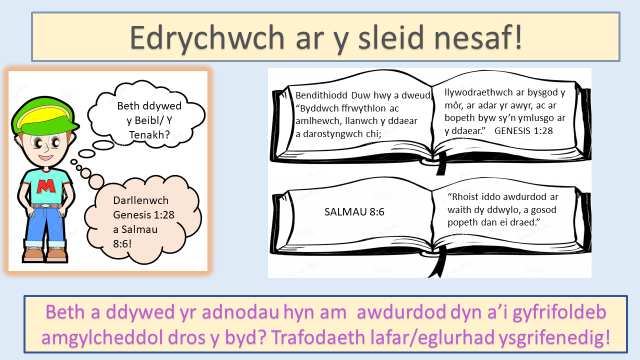 Edrychwch ar y sleid nesaf!
Beth ddywed
y Beibl/ Y
Tenakh?
M
Darllenwch
Genesis 1:28
a Salmau
8:6!
Bendithiodd Duw hwy a dweud,
“Byddwch ffrwythlon ac
amlhewch, llanwch y ddaear
a darostyngwch chi;
llywodraethwch ar bysgod y
môr, ar adar yr awyr, ac ar
bopeth byw sy’n ymlusgo ar
y ddaear.” GENESIS 1:28
SALMAU 8:6
“Rhoist iddo awdurdod ar
waith dy ddwylo, a gosod
popeth dan ei draed.”
Beth a ddywed yr adnodau hyn am awdurdod dyn a’i gyfrifoldeb
amgylcheddol dros y byd? Trafodaeth lafar/eglurhad ysgrifenedig!